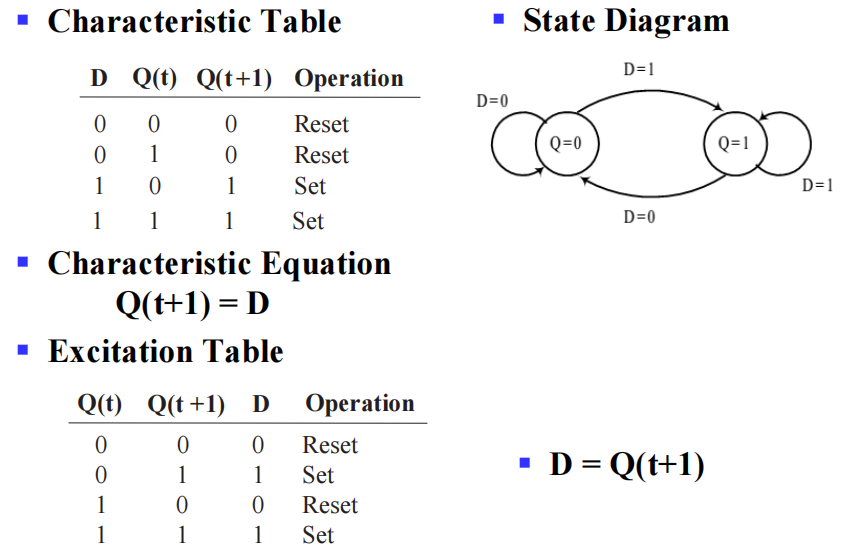 Characteristic Table
D Q(t) Q(t+1) Operation
0 0 0 Reset
0 1 0 Reset
1 0 1 Set
1 1 1 Set
Characteristic Equation
Q(t+1) = D
Excitation Table
Q(t) Q(t +1) D Operation
0 0 0 Reset
0 1 1 Set
1 0 0 Reset
1 1 1 Set
State Diagram
D=1
D=0
Q=0
Q=1
D=1
D=0
D = Q(t+1)